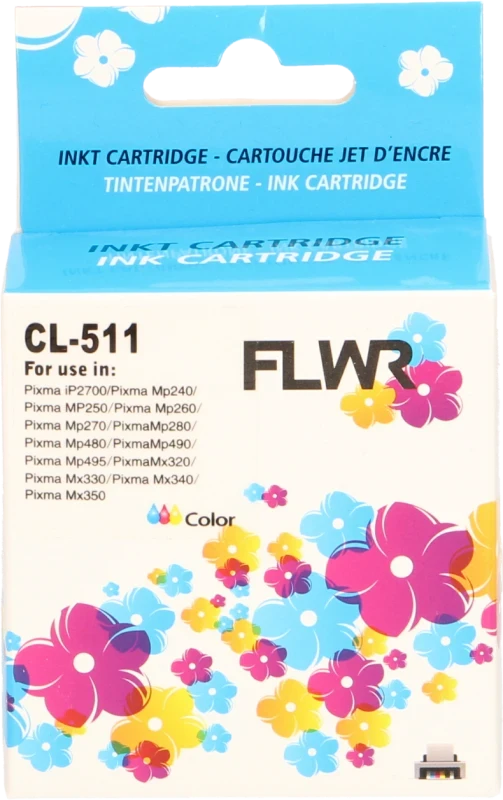 INKT CARTRIDGE - CARTOUCHE JET D'ENCRE
TINTENPATRONE - INK CARTRIDGE
INKT CARTRIDGE
INK CARTRIDGE
CL-511
For use in:
Pixma iP2700/Pixma Mp240/
Pixma MP250/Pixma Mp260/
Pixma Mp270/PixmaMp280/
Pixma Mp480/PixmaMp490/
Pixma Mp495/PixmaMx320/
Pixma Mx330/Pixma Mx340/
Pixma Mx350
Color
FLWR